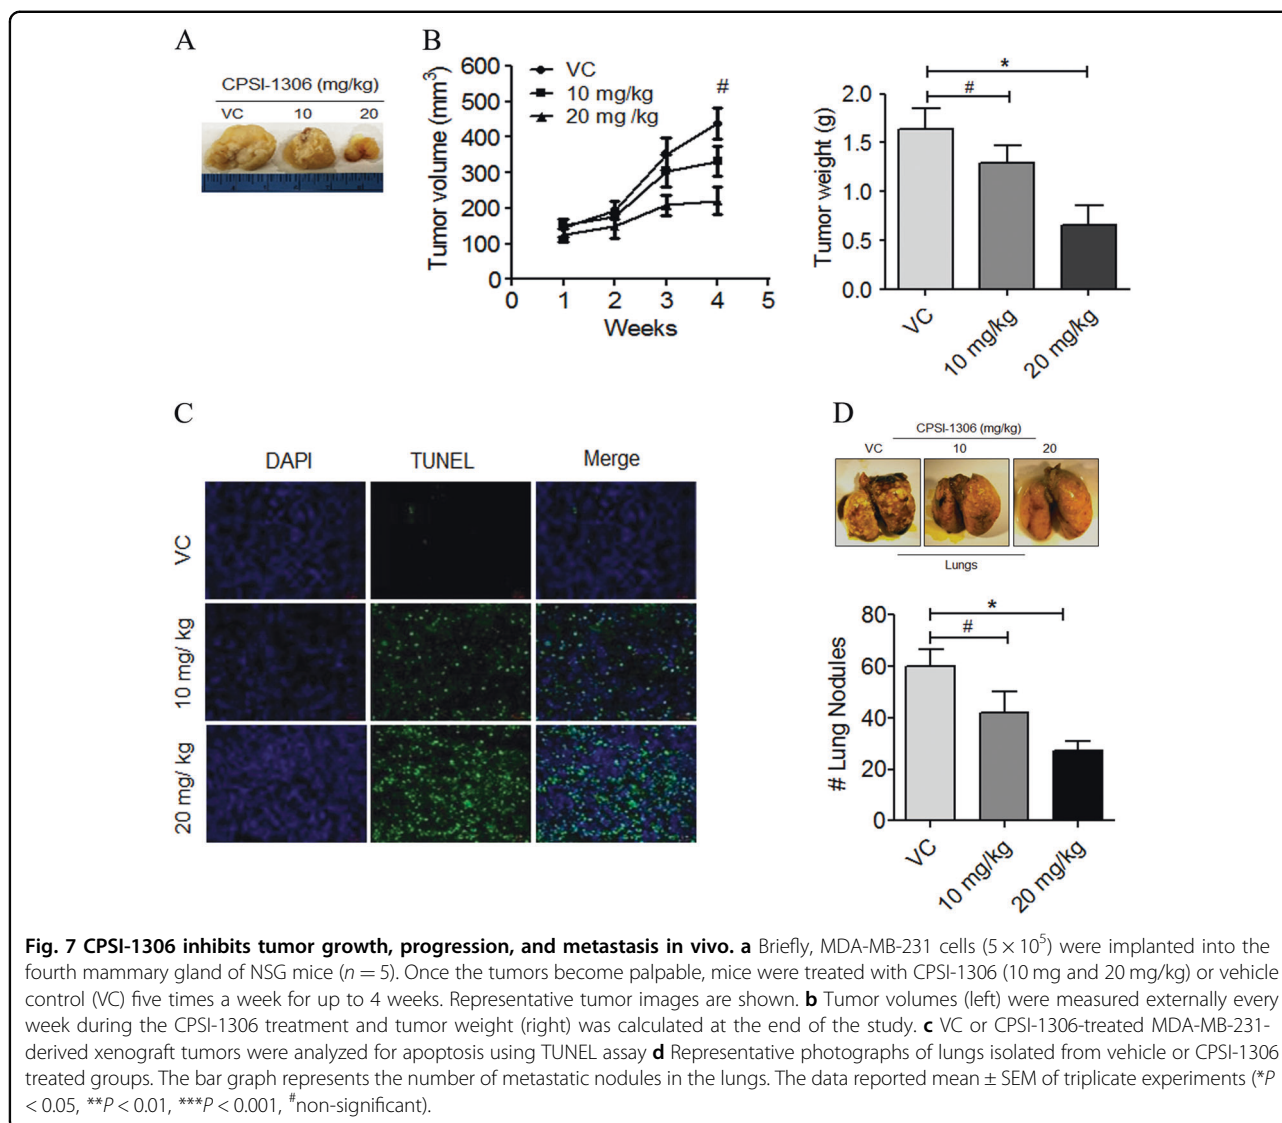 A
CPSI-1306 (mg/kg)
VC 10 20
B
Tumor volume (mm³)
600
500
400
300
200
100
0
VC
10 mg/kg
20 mg /kg
#
0 1 2 3 4 5
Weeks
Tumor weight (g)
2.0
1.5
1.0
0.5
0.0
*
#
VC
10 mg/kg
20 mg/kg
C
DAPI TUNEL Merge
VC
10 mg/ kg
20 mg/ kg
D
CPSI-1306 (mg/kg)
VC 10 20
Lungs
# Lung Nodules
80
60
40
20
0
*
#
VC
10 mg/kg
20 mg/kg
Fig. 7 CPSI-1306 inhibits tumor growth, progression, and metastasis in vivo. a Briefly, MDA-MB-231 cells (5 × 10⁵) were implanted into the
fourth mammary gland of NSG mice (n = 5). Once the tumors become palpable, mice were treated with CPSI-1306 (10 mg and 20 mg/kg) or vehicle
control (VC) five times a week for up to 4 weeks. Representative tumor images are shown. b Tumor volumes (left) were measured externally every
week during the CPSI-1306 treatment and tumor weight (right) was calculated at the end of the study. c VC or CPSI-1306-treated MDA-MB-231-
derived xenograft tumors were analyzed for apoptosis using TUNEL assay d Representative photographs of lungs isolated from vehicle or CPSI-1306
treated groups. The bar graph represents the number of metastatic nodules in the lungs. The data reported mean ± SEM of triplicate experiments (*P
< 0.05, **P < 0.01, ***P < 0.001, #non-significant).